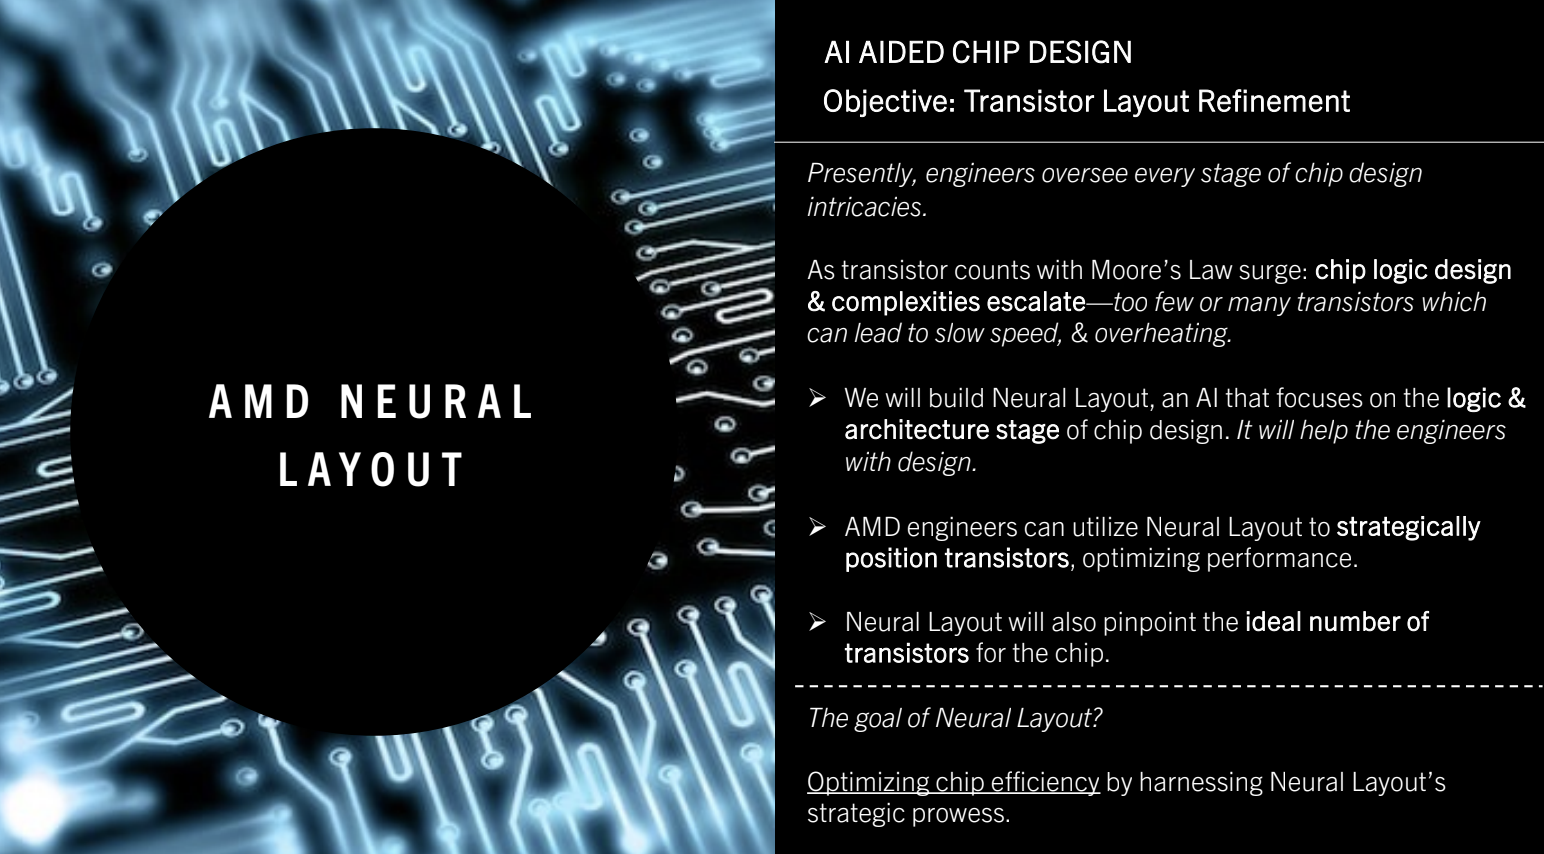 AMD NEURAL
LAYOUT
AI AIDED CHIP DESIGN
Objective: Transistor Layout Refinement
Presently, engineers oversee every stage of chip design
intricacies.
As transistor counts with Moore’s Law surge: chip logic design
& complexities escalate—too few or many transistors which
can lead to slow speed, & overheating.
➢ We will build Neural Layout, an AI that focuses on the logic &
architecture stage of chip design. It will help the engineers
with design.
➢ AMD engineers can utilize Neural Layout to strategically
position transistors, optimizing performance.
➢ Neural Layout will also pinpoint the ideal number of
transistors for the chip.
The goal of Neural Layout?
Optimizing chip efficiency by harnessing Neural Layout’s
strategic prowess.